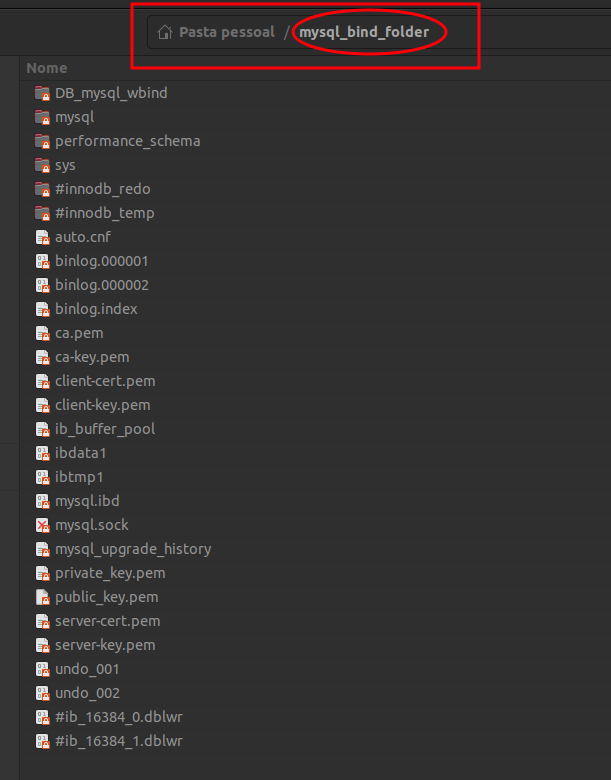 Pasta pessoal / mysql_bind_folder
Nome
DB_mysql_wbind
mysql
performance_schema
sys
#innodb_redo
#innodb_temp
auto.cnf
binlog.000001
binlog.000002
binlog.index
ca.pem
ca-key.pem
client-cert.pem
client-key.pem
ib_buffer_pool
ibdata1
ibtmp1
mysql.ibd
mysql.sock
mysql_upgrade_history
private_key.pem
public_key.pem
server-cert.pem
server-key.pem
undo_001
undo_002
#ib_16384_0.dblwr
#ib_16384_1.dblwr